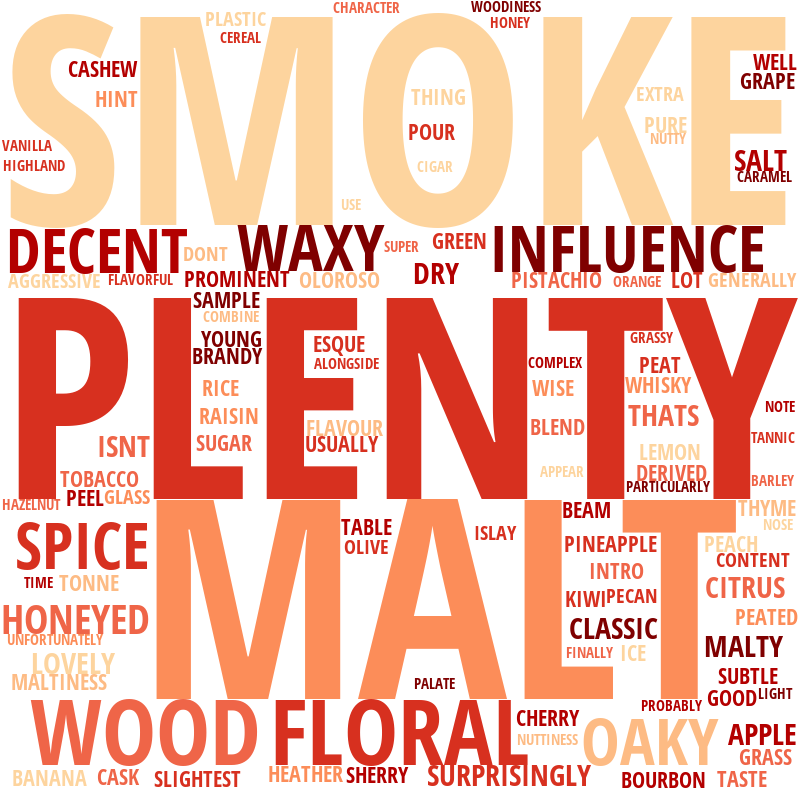 CHARACTER
WOODINESS
PLASTIC
HONEY
CEREAL
SMOKE
CASHEW
WELL
GRAPE
HINT
THING
EXTRA
POUR
PURE
NUTTY
VANILLA
HIGHLAND
CIGAR
SALT
CARAMEL
USE
DECENT
DONT
WAXY
SUPER
GREEN
INFLUENCE
AGGRESSIVE
FLAVORFUL
PROMINENT
OLOROSO
DRY
PISTACHIO
ORANGE
LOT
GENERALLY
SAMPLE
COMBINE
PLENTY
YOUNG
BRANDY
ESQUE
ALONGSIDE
GRASSY
COMPLEX
PEAT
RICE
WISE
WHISKY
RAISIN
NOTE
THATS
FLAVOUR
BLEND
ISNT
SUGAR
USUALLY
TANNIC
LEMON
TOBACCO
APPEAR
DERIVED
BARLEY
PARTICULARLY
HAZELNUT
PEEL
GLASS
MALT
BEAM
THYME
NOSE
SPICE
TABLE
OLIVE
ISLAY
PINEAPPLE
PEACH
CONTENT
TIME
TONNE
INTRO
CITRUS
KIWI
PECAN
HONEYED
UNFORTUNATELY
CLASSIC
PEATED
FINALLY
ICE
MALTY
LOVELY
MALTINESS
PALATE
SUBTLE
GOOD
LIGHT
PROBABLY
WOOD
FLORAL
CHERRY
NUTTINESS
OAKY
APPLE
GRASS
BANANA
CASK
SLIGHTEST
HEATHER
SHERRY
SURPRISINGLY
BOURBON
TASTE